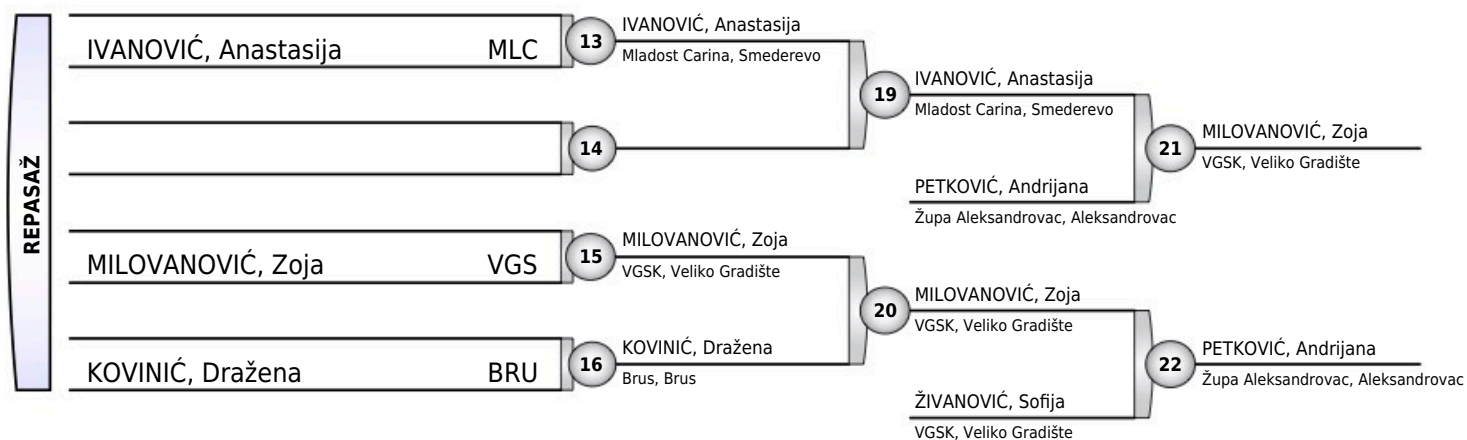 REPASAŽ
IVANOVIĆ, Anastasija MLC
13
IVANOVIĆ, Anastasija
Mladost Carina, Smederevo
14
19
IVANOVIĆ, Anastasija
Mladost Carina, Smederevo
PETKOVIĆ, Andrijana
Župa Aleksandrovac, Aleksandrovac
21
MILOVANOVIĆ, Zoja
VGSK, Veliko Gradište
MILOVANOVIĆ, Zoja VGS
15
MILOVANOVIĆ, Zoja
VGSK, Veliko Gradište
KOVINIĆ, Dražena BRU
16
KOVINIĆ, Dražena
Brus, Brus
20
MILOVANOVIĆ, Zoja
VGSK, Veliko Gradište
ŽIVANOVIĆ, Sofija
VGSK, Veliko Gradište
22
PETKOVIĆ, Andrijana
Župa Aleksandrovac, Aleksandrovac